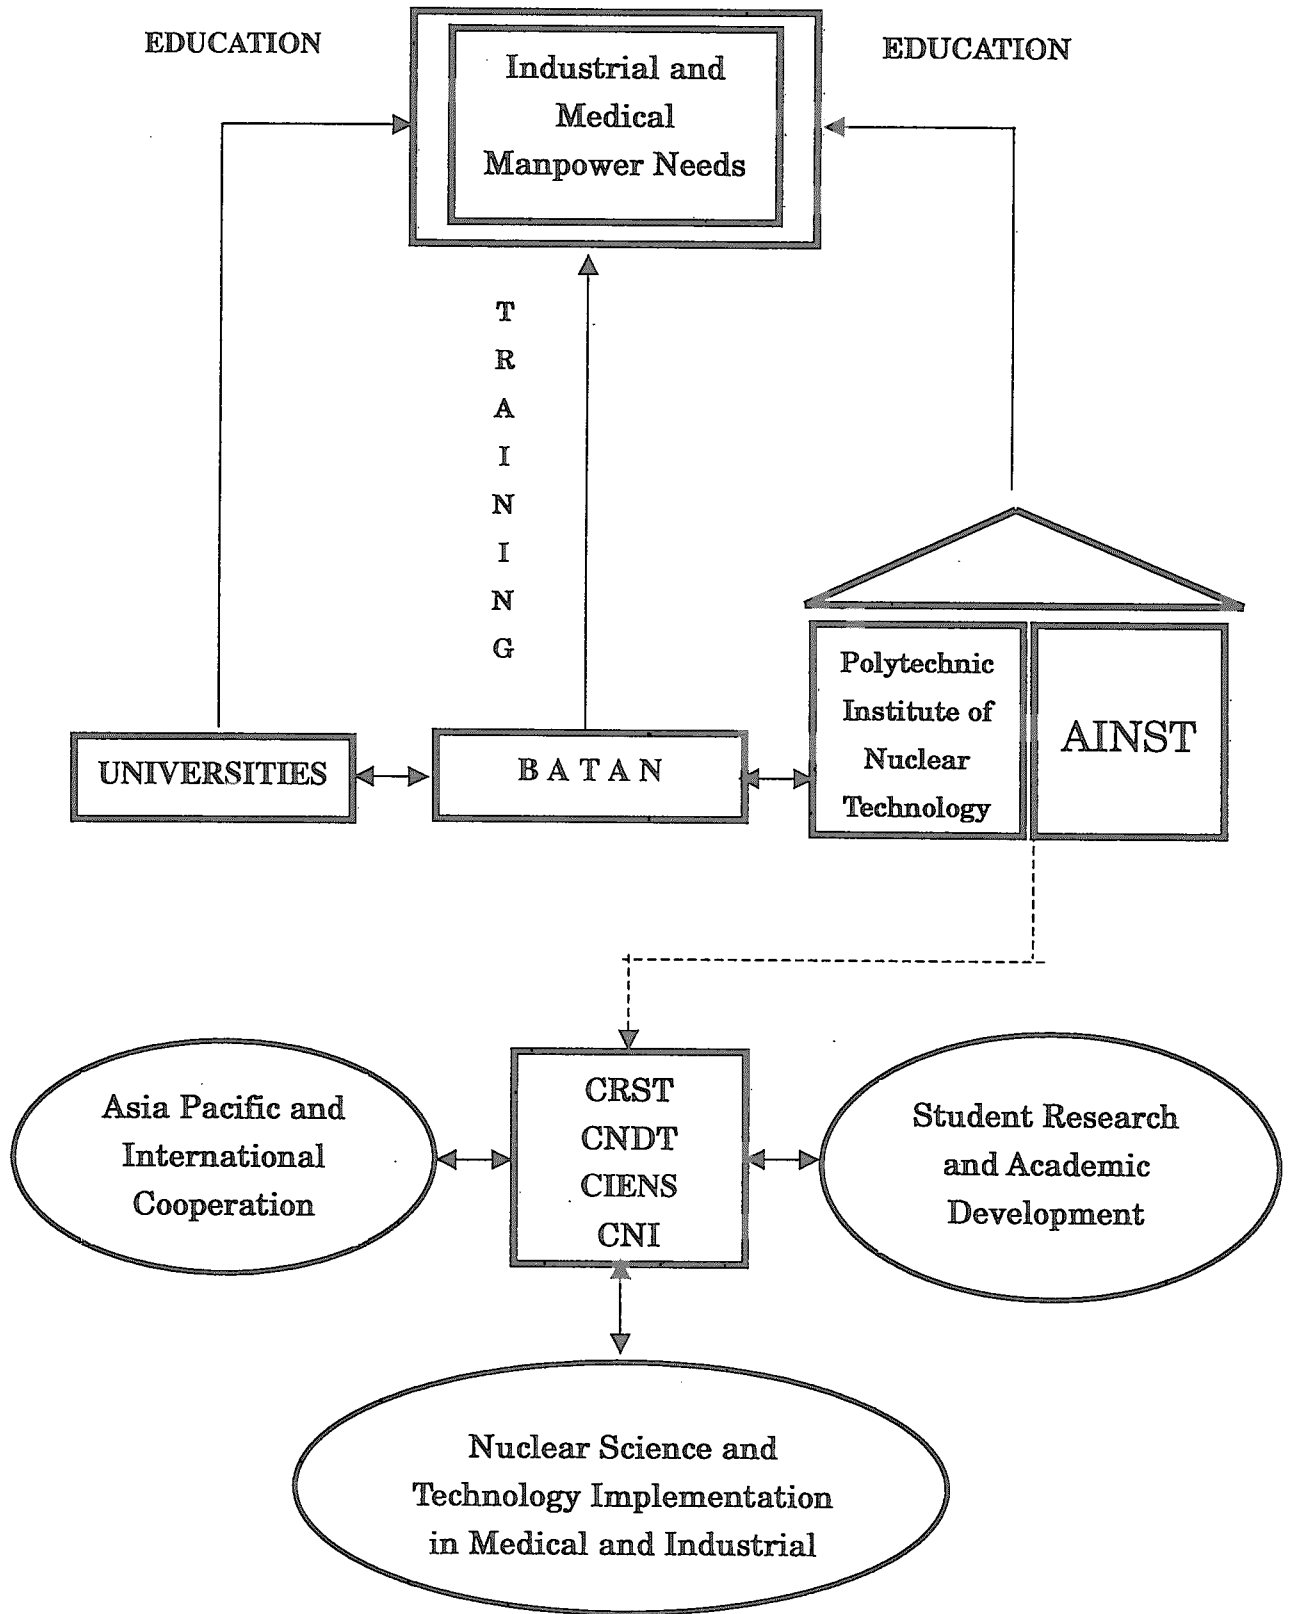 EDUCATION
Industrial and
Medical
Manpower Needs
EDUCATION
T
R
A
I
N
I
N
G
UNIVERSITIES
B A T A N
Polytechnic
Institute of
Nuclear
Technology
AINST
Asia Pacific and
International
Cooperation
CRST
CNDT
CIENS
CNI
Student Research
and Academic
Development
Nuclear Science and
Technology Implementation
in Medical and Industrial